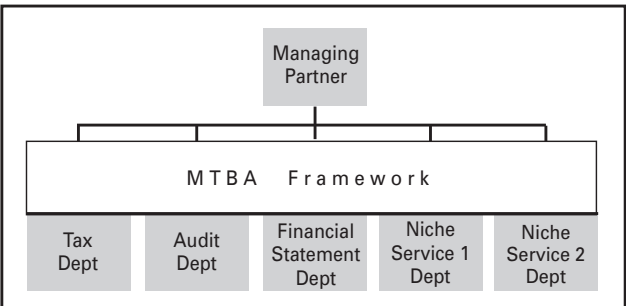 Managing
Partner
MTBA Framework
Tax
Dept
Audit
Dept
Financial
Statement
Dept
Niche
Service 1
Dept
Niche
Service 2
Dept